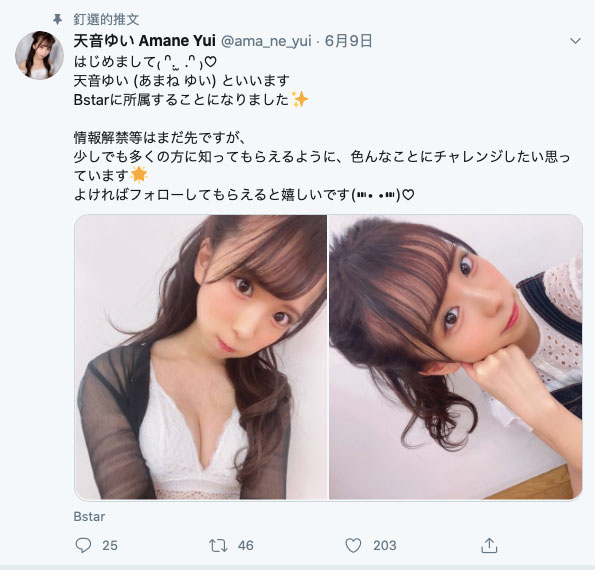 釘選的推文
天音ゆい Amane Yui @ama_ne_yui · 6月9日
はじめまして₍ ᐢ. ̫ .ᐢ ₎♡
天音ゆい (あまね ゆい) といいます
Bstarに所属することになりました✨
情報解禁等はまだ先ですが、
少しでも多くの方に知ってもらえるように、色んなことにチャレンジしたい思っ
ています🌟
よければフォローしてもらえると嬉しいです(⑉• •⑉)♡
Bstar
25 46 203